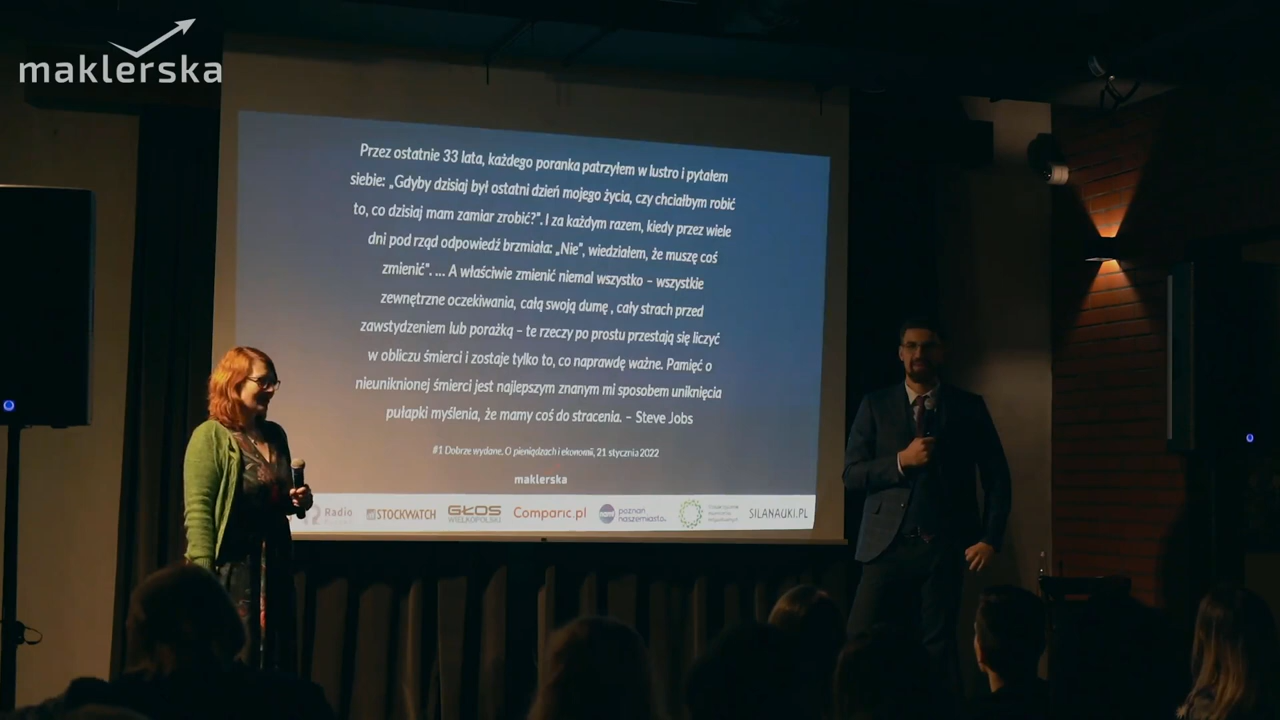 maklerska
Przez ostatnie 33 lata, każdego poranka patrzyłem w lustro i pytałem
siebie: „Gdyby dzisiaj był ostatni dzień mojego życia, czy chciałbym robić
to, co dzisiaj mam zamiar zrobić?”. I za każdym razem, kiedy przez wiele
dni pod rząd odpowiedź brzmiała: „Nie”, wiedziałem, że muszę coś
zmienić”. ... A właściwie zmienić niemal wszystko – wszystkie
zewnętrzne oczekiwania, całą swoją dumę , cały strach przed
zawstydzeniem lub porażką – te rzeczy po prostu przestają się liczyć
w obliczu śmierci i zostaje tylko to, co naprawdę ważne. Pamięć o
nieuniknionej śmierci jest najlepszym znanym mi sposobem uniknięcia
pułapki myślenia, że mamy coś do stracenia. – Steve Jobs
#1 Dobrze wydane, O pieniądzach i ekonomii, 21 stycznia 2022
maklerska
Radio STOCKWATCH GŁOS WIELKOPOLSKI Comparic.pl poznań naszemiasto. SILANAUKI.PL